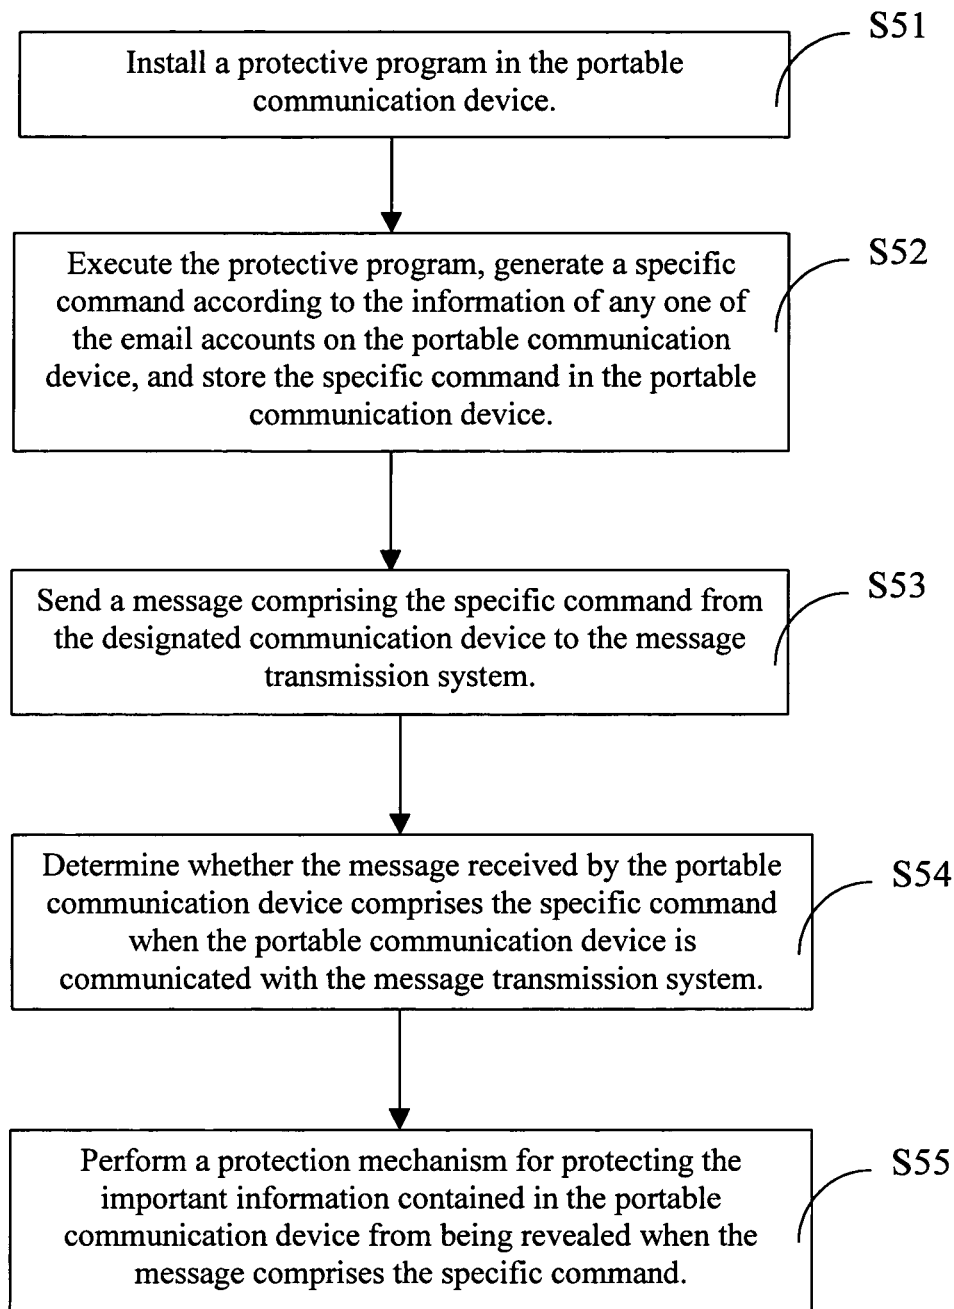 S51
Install a protective program in the portable
communication device.
S52
Execute the protective program, generate a specific
command according to the information of any one of
the email accounts on the portable communication
device, and store the specific command in the portable
communication device.
S53
Send a message comprising the specific command from
the designated communication device to the message
transmission system.
S54
Determine whether the message received by the portable
communication device comprises the specific command
when the portable communication device is
communicated with the message transmission system.
S55
Perform a protection mechanism for protecting the
important information contained in the portable
communication device from being revealed when the
message comprises the specific command.